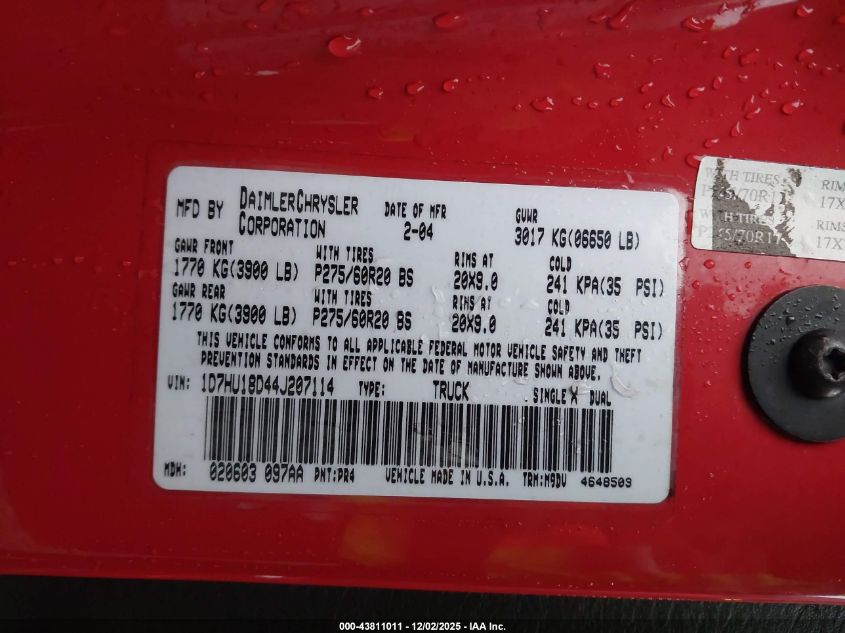 MFD BY DAIMLERCHRYSLER CORPORATION DATE OF MFR 2-04 GVWR 3017 KG(06650 LB)
GAWR FRONT WITH TIRES RIMS AT COLD
1770 KG(3900 LB) P275/60R20 BS 20X9.0 241 KPA(35 PSI)
GAWR REAR WITH TIRES RIMS AT COLD
1770 KG(3900 LB) P275/60R20 BS 20X9.0 241 KPA(35 PSI)
THIS VEHICLE CONFORMS TO ALL APPLICABLE FEDERAL MOTOR VEHICLE SAFETY AND THEFT
PREVENTION STANDARDS IN EFFECT ON THE DATE OF MANUFACTURE SHOWN ABOVE.
VIN: 1D7HU18D44J207114 TYPE: TRUCK SINGLE X DUAL
MDH: 020603 097AA PNT:PR4 VEHICLE MADE IN U.S.A. TRM:M9DV 4648503
WITH TIRES RIMS
17X
WITH TIRES RIMS
17X
000-43811011 - 12/02/2025 - IAA Inc.